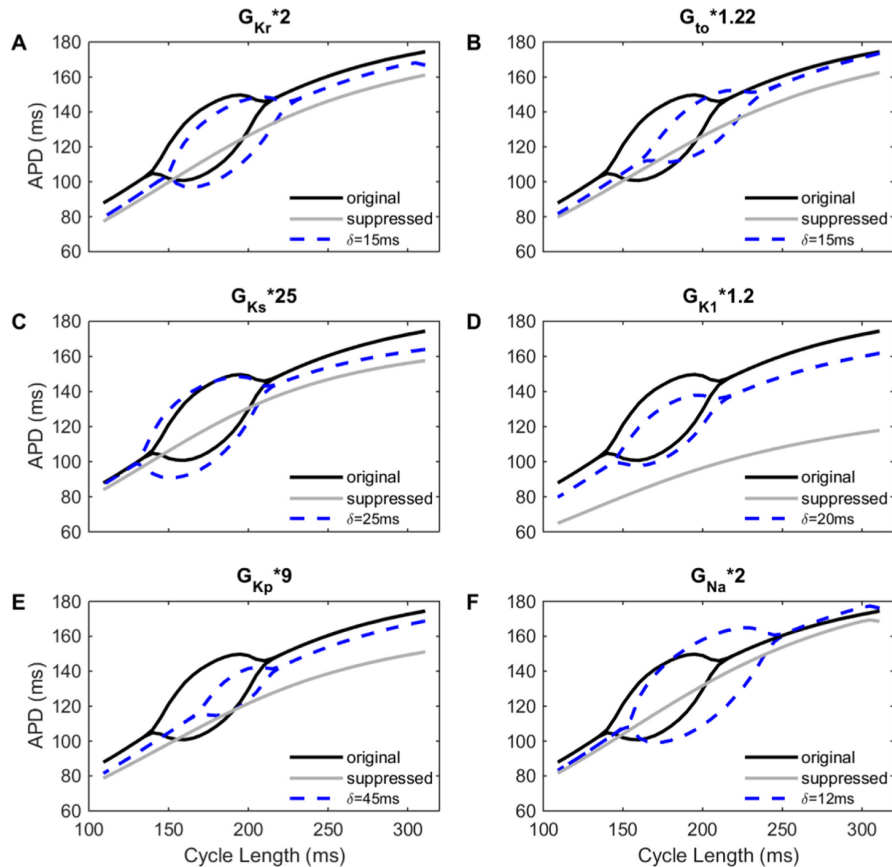 A
G_Kr*2
180
160
140
120
100
80
60
APD (ms)
original
suppressed
δ=15ms
B
G_to*1.22
180
160
140
120
100
80
60
original
suppressed
δ=15ms
C
G_Ks*25
180
160
140
120
100
80
60
APD (ms)
original
suppressed
δ=25ms
D
G_K1*1.2
180
160
140
120
100
80
60
original
suppressed
δ=20ms
E
G_Kp*9
180
160
140
120
100
80
60
APD (ms)
original
suppressed
δ=45ms
100 150 200 250 300
Cycle Length (ms)
F
G_Na*2
180
160
140
120
100
80
60
original
suppressed
δ=12ms
100 150 200 250 300
Cycle Length (ms)